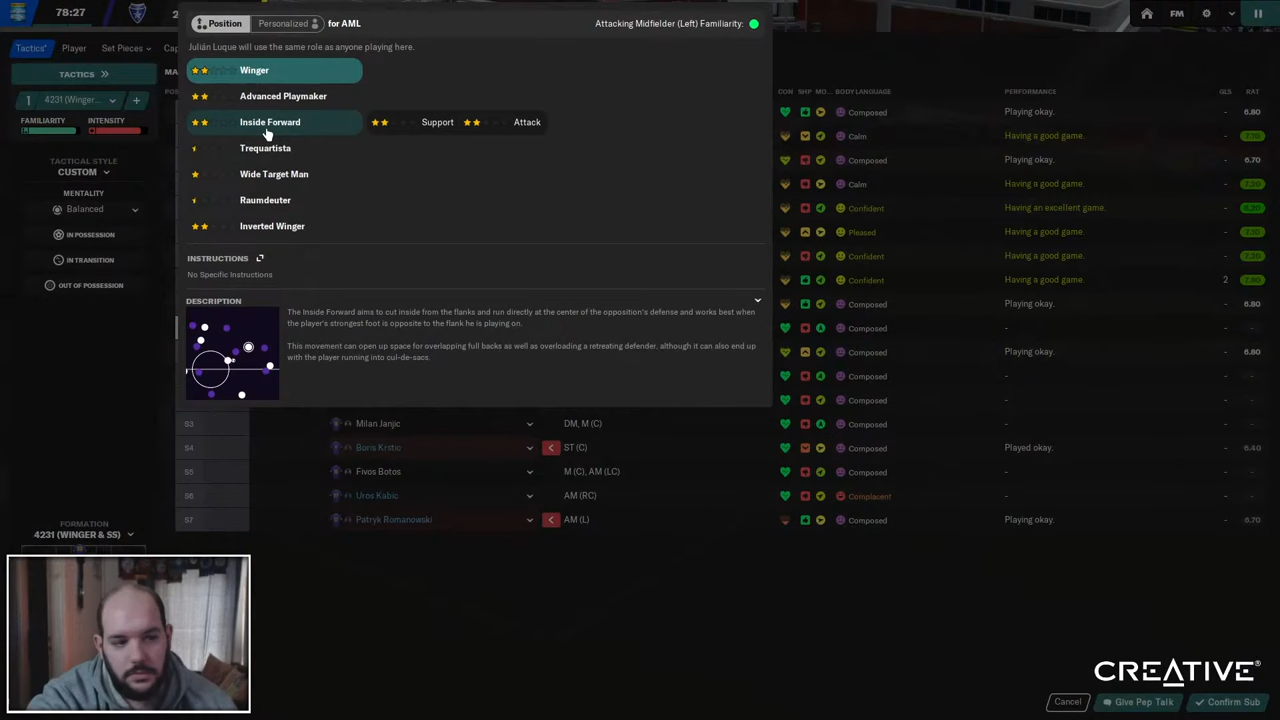 78:27
2
FM
Position
Personalized
for AML
Attacking Midfielder (Left) Familiarity:
Tactics
Player
Set Pieces
Julián Luque will use the same role as anyone playing here.
TACTICS
Winger
Advanced Playmaker
Inside Forward
Support
Attack
Trequartista
Wide Target Man
Raumdeuter
Inverted Winger
1
4231 (Winger...
FAMILIARITY
INTENSITY
TACTICAL STYLE
CUSTOM
MENTALITY
Balanced
IN POSSESSION
IN TRANSITION
OUT OF POSSESSION
INSTRUCTIONS
No Specific Instructions
DESCRIPTION
The Inside Forward aims to cut inside from the flanks and run directly at the center of the opposition's defense and works best when
the player's strongest foot is opposite to the flank he is playing on.
This movement can open up space for overlapping full backs as well as overloading a retreating defender, although it can also end up
with the player running into cul-de-sacs.
CON SHP MO... BODY LANGUAGE PERFORMANCE GLS RAT
Composed Playing okay. - 6.80
Calm Having a good game. - 7.10
Composed Playing okay. - 6.70
Calm Having a good game. - 7.20
Confident Having an excellent game. -
Pleased Having a good game. - 7.10
Confident Having a good game. - 7.20
Confident Having a good game. 2
Composed Playing okay. - 6.80
Composed - - -
Composed Playing okay. - 6.80
Composed - - -
Composed - - -
S3 Milan Janjic DM, M (C) Composed - - -
S4 Boris Krstic ST (C) Composed Played okay. - 6.40
S5 Fivos Botos M (C), AM (LC) Composed - - -
S6 Uros Kabic AM (RC) Complacent - - -
S7 Patryk Romanowski AM (L) Composed Playing okay. - 6.70
FORMATION
4231 (WINGER & SS)
CREATIVE®
Cancel
Give Pep Talk
Confirm Sub